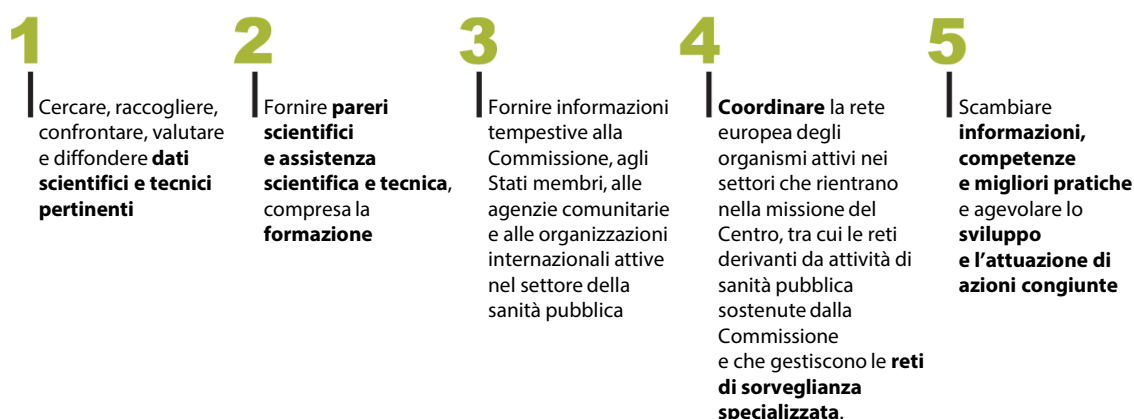 1
Cercare, raccogliere,
confrontare, valutare
e diffondere dati
scientifici e tecnici
pertinenti
2
Fornire pareri
scientifici
e assistenza
scientifica e tecnica,
compresa la
formazione
3
Fornire informazioni
tempestive alla
Commissione, agli
Stati membri, alle
agenzie comunitarie
e alle organizzazioni
internazionali attive
nel settore della
sanità pubblica
4
Coordinare la rete
europea degli
organismi attivi nei
settori che rientrano
nella missione del
Centro, tra cui le reti
derivanti da attività di
sanità pubblica
sostenute dalla
Commissione
e che gestiscono le reti
di sorveglianza
specializzata.
5
Scambiare
informazioni,
competenze
e migliori pratiche
e agevolare lo
sviluppo
e l'attuazione di
azioni congiunte